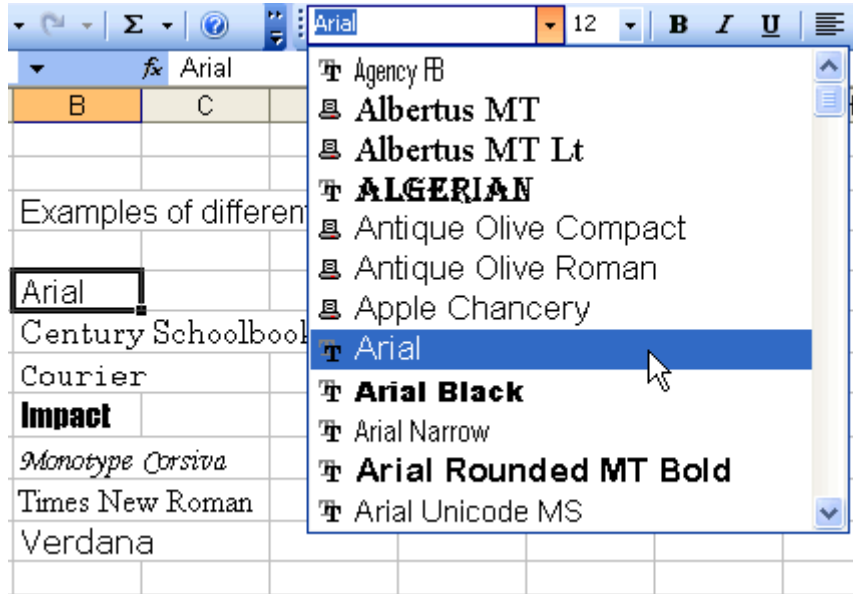 Σ Arial 12 B I U
fx Arial
B C
Examples of differen
Arial
Century Schoolbook
Courier
Impact
Monotype Corsiva
Times New Roman
Verdana
Agency FB
Albertus MT
Albertus MT Lt
ALGERIAN
Antique Olive Compact
Antique Olive Roman
Apple Chancery
Arial
Arial Black
Arial Narrow
Arial Rounded MT Bold
Arial Unicode MS